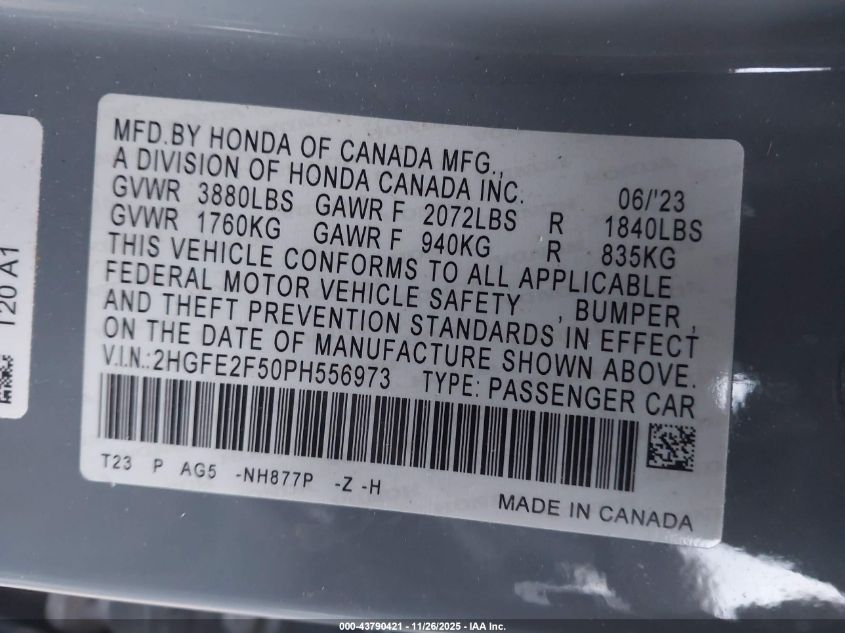 MFD.BY HONDA OF CANADA MFG.,
A DIVISION OF HONDA CANADA INC. 06/'23
GVWR 3880LBS GAWR F 2072LBS R 1840LBS
GVWR 1760KG GAWR F 940KG R 835KG
THIS VEHICLE CONFORMS TO ALL APPLICABLE
FEDERAL MOTOR VEHICLE SAFETY , BUMPER ,
AND THEFT PREVENTION STANDARDS IN EFFECT
ON THE DATE OF MANUFACTURE SHOWN ABOVE.
V.I.N.:2HGFE2F50PH556973 TYPE: PASSENGER CAR
T23 P AG5 -NH877P -Z -H
MADE IN CANADA
T20 A1
000-43790421 | 11/26/2025 - IAA Inc.